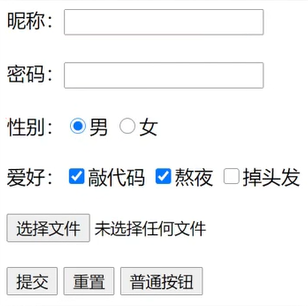 昵称：
密码：
性别： 男 女
爱好： 敲代码 熬夜 掉头发
选择文件 未选择任何文件
提交 重置 普通按钮